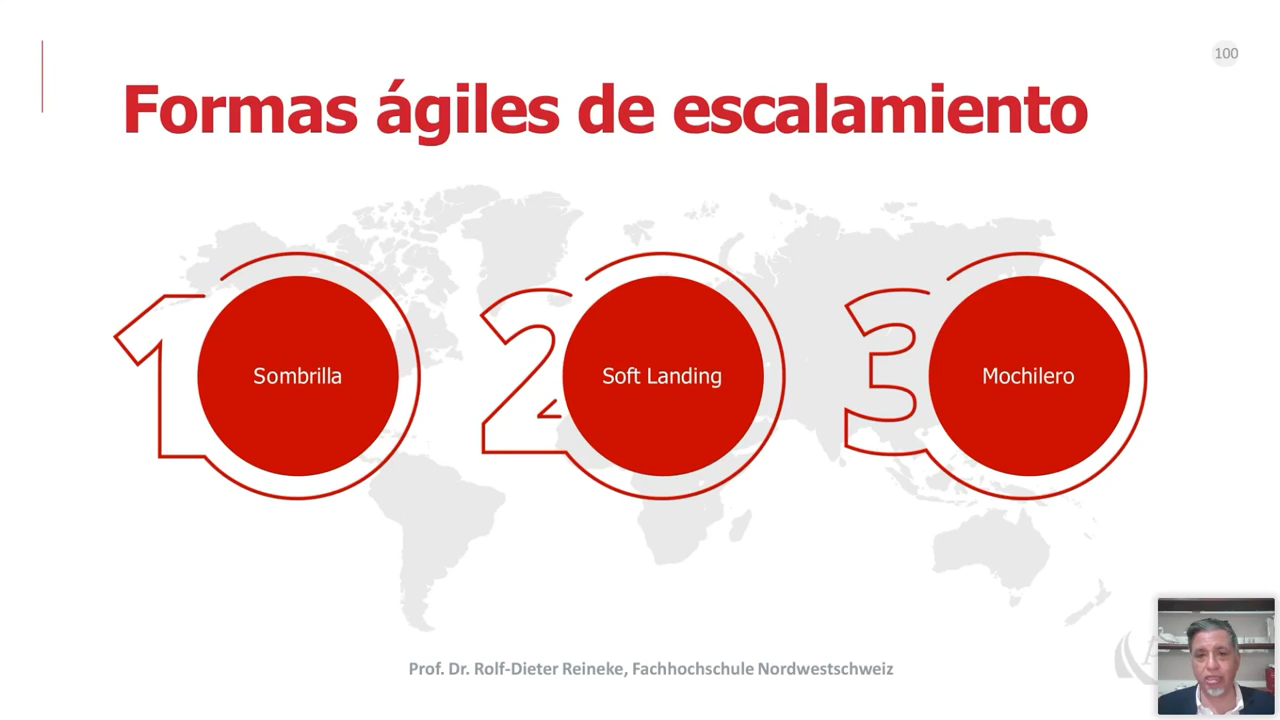 100
Formas ágiles de escalamiento
1 Sombrilla
2 Soft Landing
3 Mochilero
Prof. Dr. Rolf-Dieter Reineke, Fachhochschule Nordwestschweiz